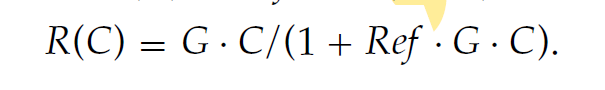 R(C) = G · C/(1 + Ref · G · C).